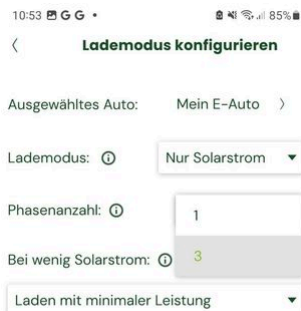 10:53 G G • 85%
Lademodus konfigurieren
Ausgewähltes Auto: Mein E-Auto
Lademodus: Nur Solarstrom
Phasenanzahl: 1
3
Bei wenig Solarstrom:
Laden mit minimaler Leistung